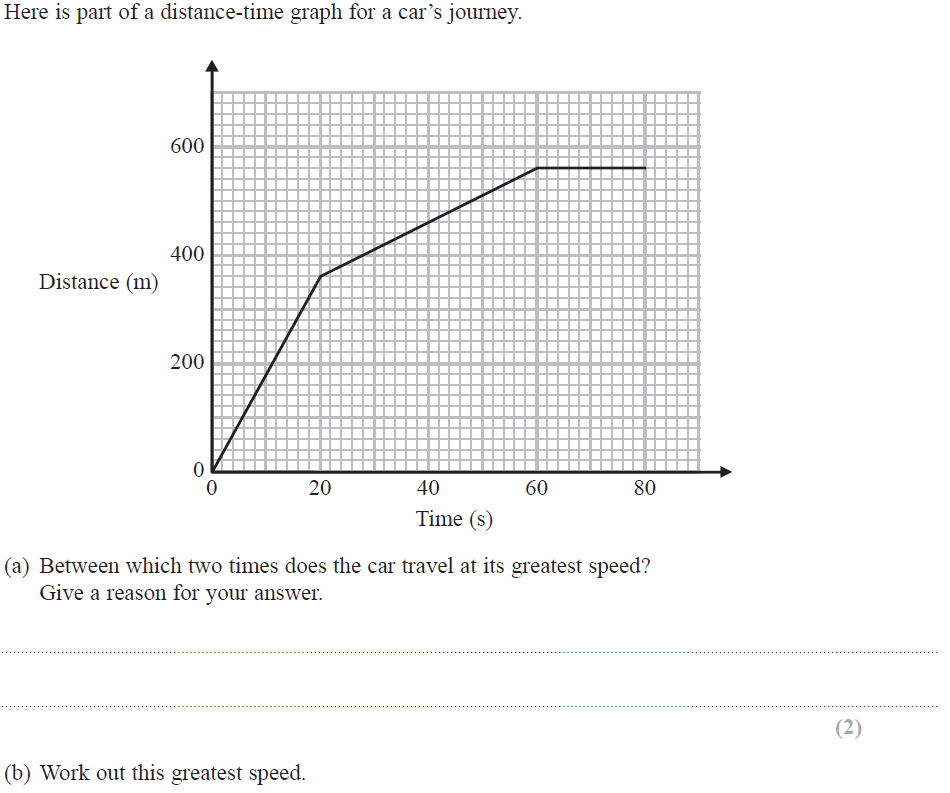 Here is part of a distance-time graph for a car’s journey.
600
400
Distance (m)
200
0
0 20 40 60 80
Time (s)
(a) Between which two times does the car travel at its greatest speed?
Give a reason for your answer.
(2)
(b) Work out this greatest speed.